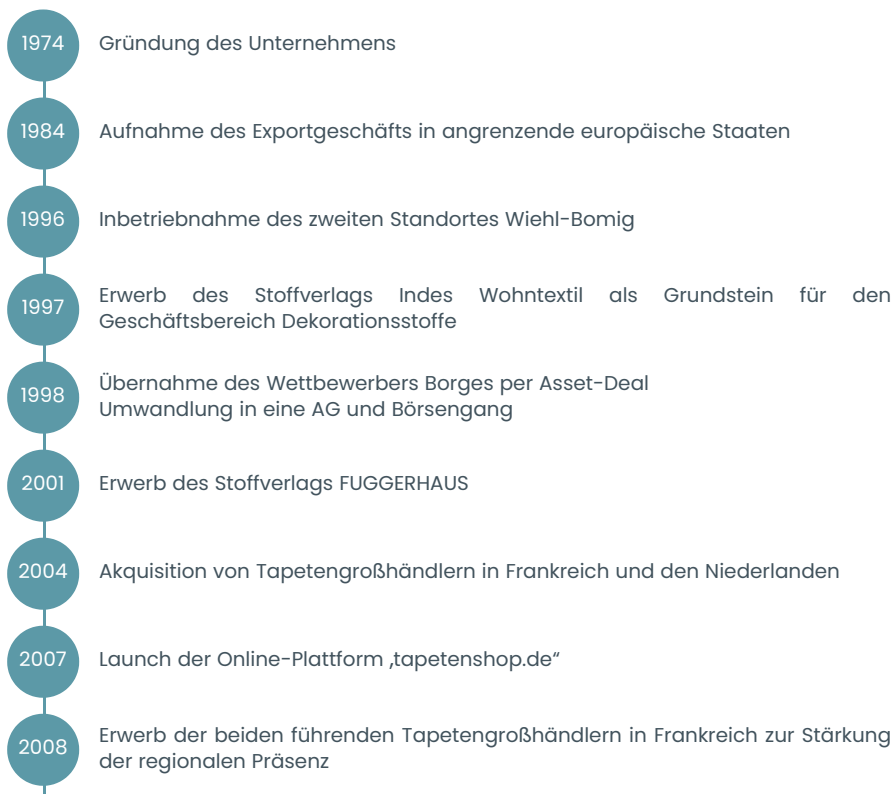 1974
Gründung des Unternehmens
1984
Aufnahme des Exportgeschäfts in angrenzende europäische Staaten
1996
Inbetriebnahme des zweiten Standortes Wiehl-Bomig
1997
Erwerb des Stoffverlags Indes Wohntextil als Grundstein für den
Geschäftsbereich Dekorationsstoffe
1998
Übernahme des Wettbewerbers Borges per Asset-Deal
Umwandlung in eine AG und Börsengang
2001
Erwerb des Stoffverlags FUGGERHAUS
2004
Akquisition von Tapetengroßhändlern in Frankreich und den Niederlanden
2007
Launch der Online-Plattform ‚tapetenshop.de“
2008
Erwerb der beiden führenden Tapetengroßhändlern in Frankreich zur Stärkung
der regionalen Präsenz